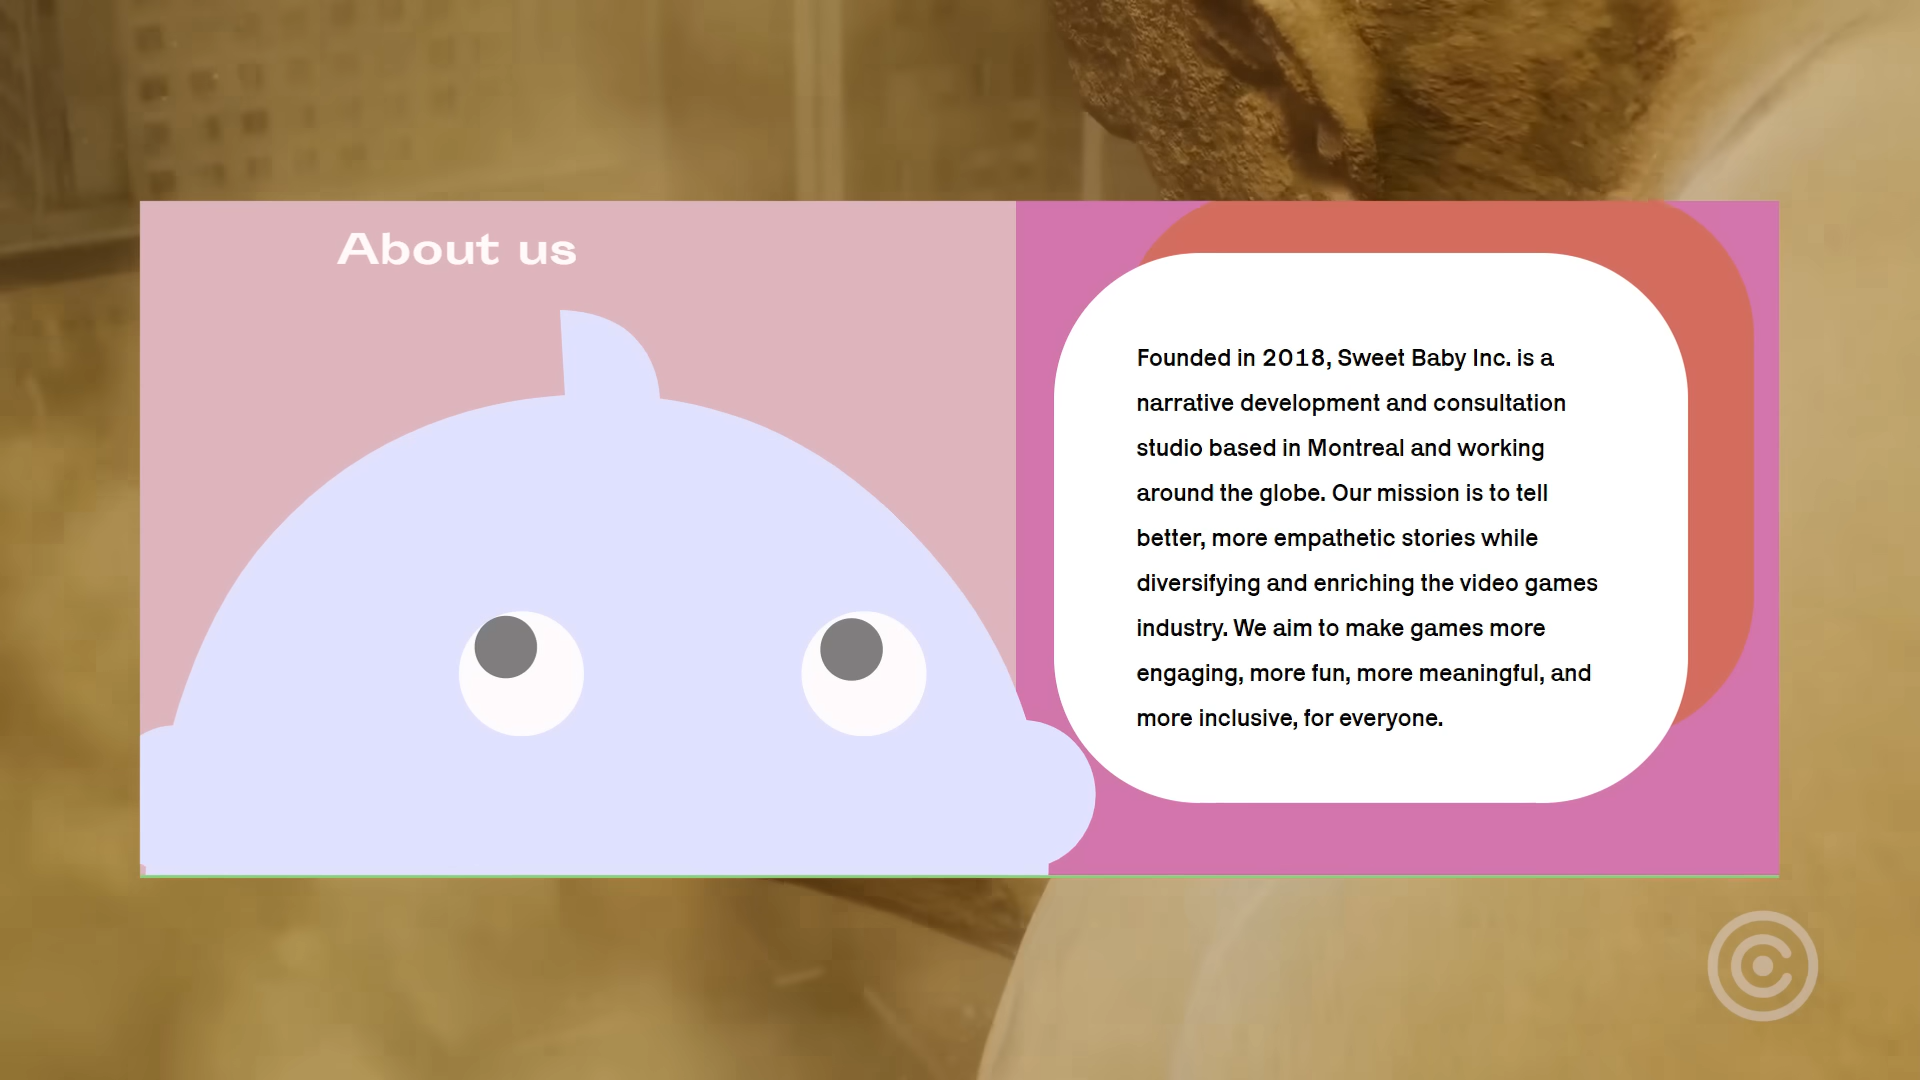 About us
Founded in 2018, Sweet Baby Inc. is a
narrative development and consultation
studio based in Montreal and working
around the globe. Our mission is to tell
better, more empathetic stories while
diversifying and enriching the video games
industry. We aim to make games more
engaging, more fun, more meaningful, and
more inclusive, for everyone.